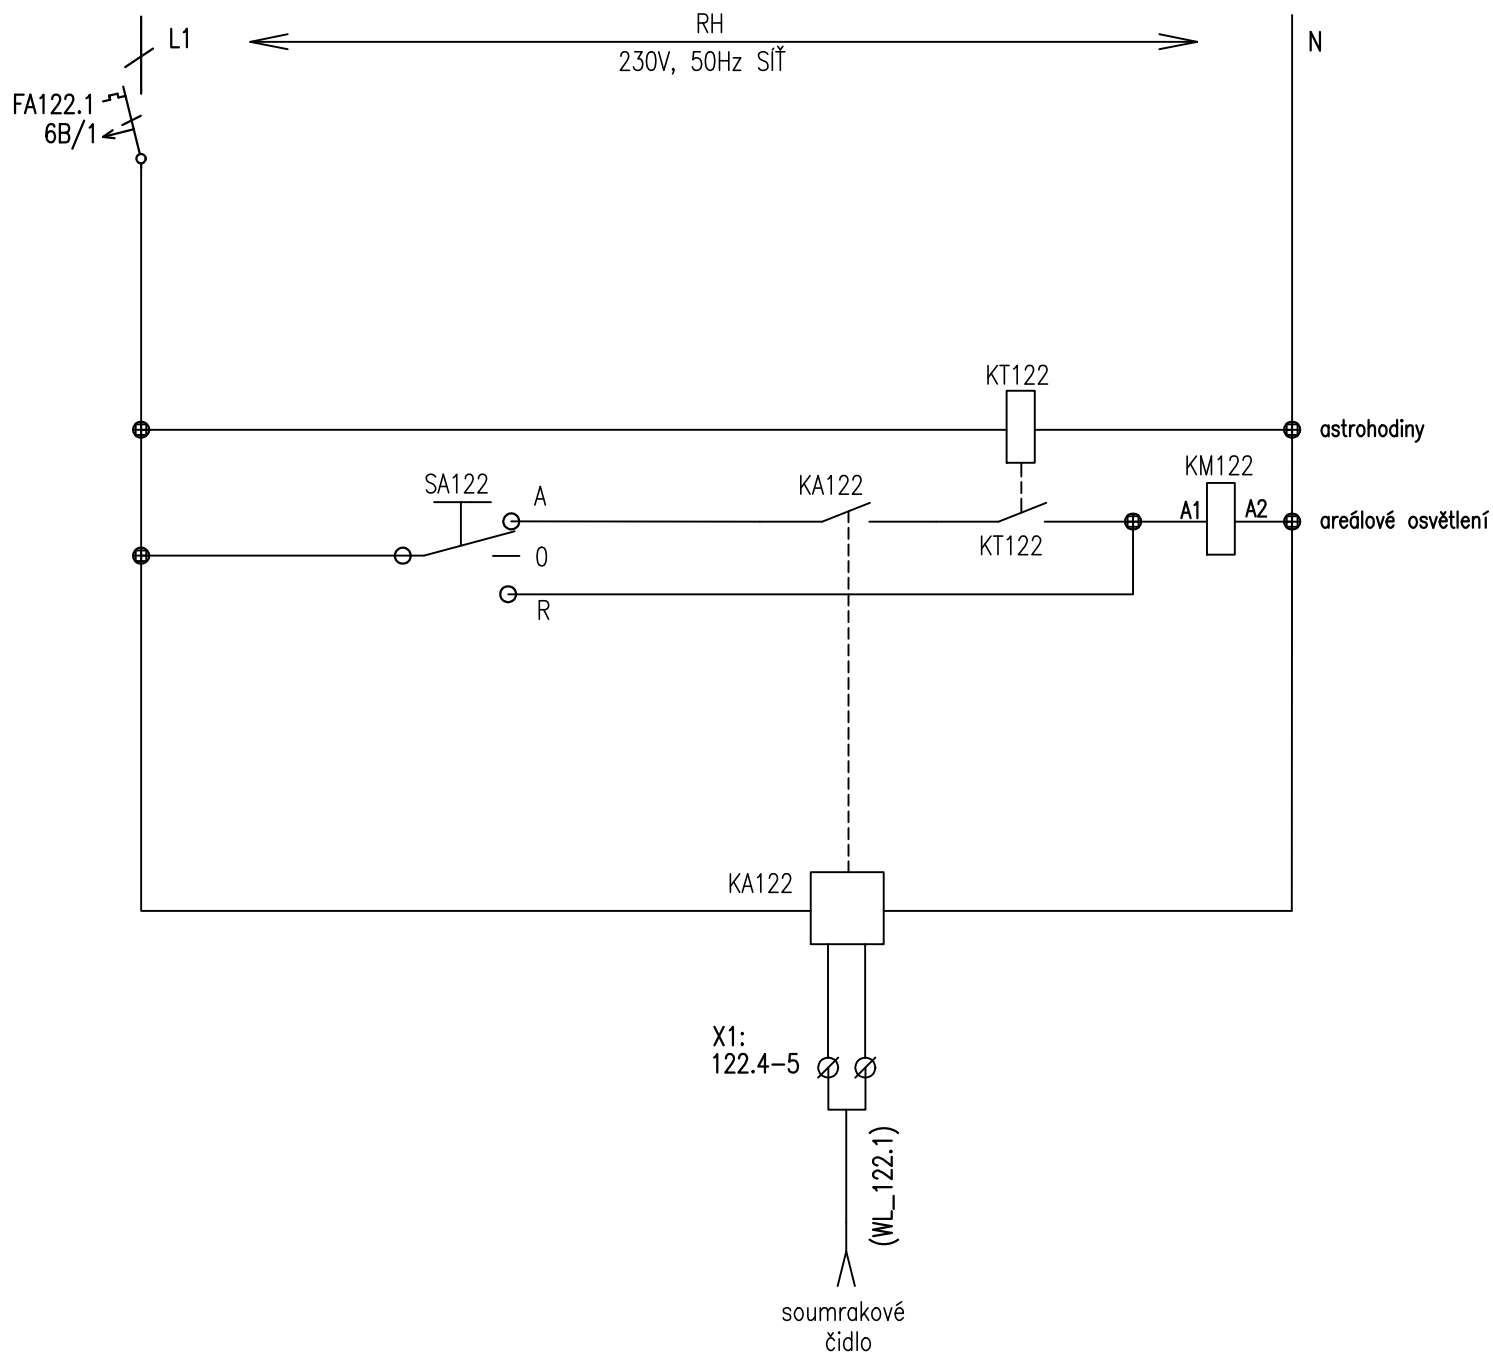 RH
L1
N
230V, 50Hz SÍŤ
FA122.1
6B/1
KT122
astrohodiny
KM122
SA122
A
KA122
A1
A2
areálové osvětlení
KT122
0
R
KA122
X1:
122.4-5
(WL_122.1)
soumrakové
čidlo